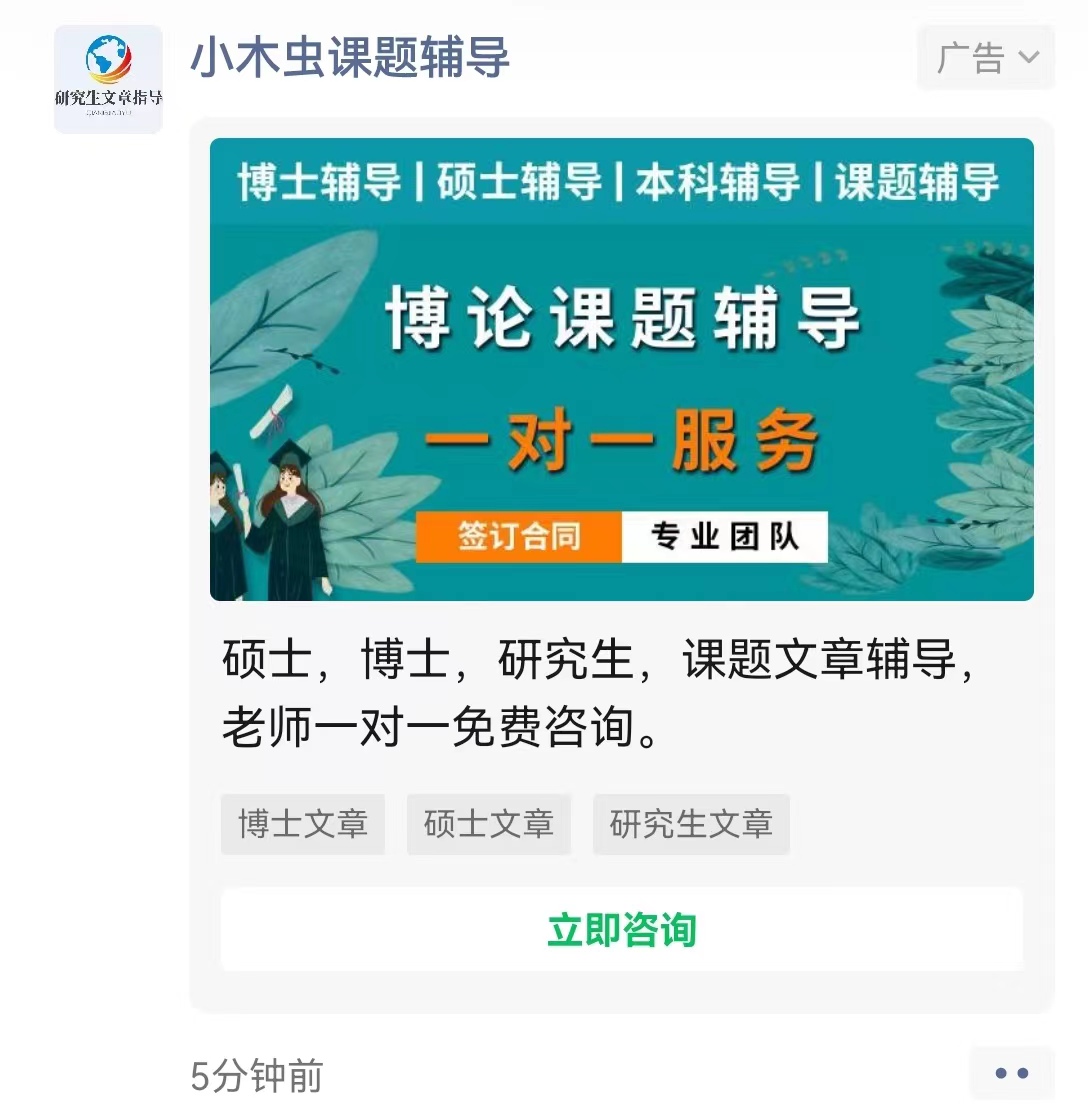 小木虫课题辅导
广告
研究生文章指导
博士辅导 | 硕士辅导 | 本科辅导 | 课题辅导
博论课题辅导
一对一服务
签订合同 专业团队
硕士，博士，研究生，课题文章辅导，
老师一对一免费咨询。
博士文章 硕士文章 研究生文章
立即咨询
5分钟前